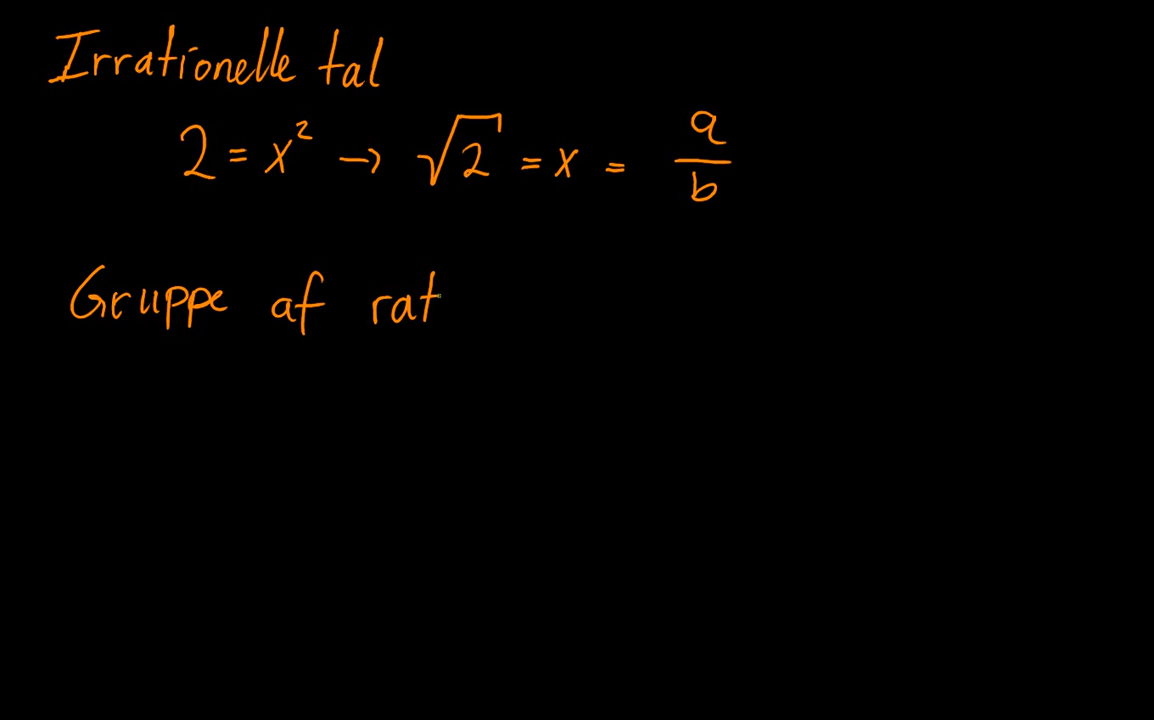 Irrationelle tal
2 = x² → √2 = x = a/b
Gruppe af rat